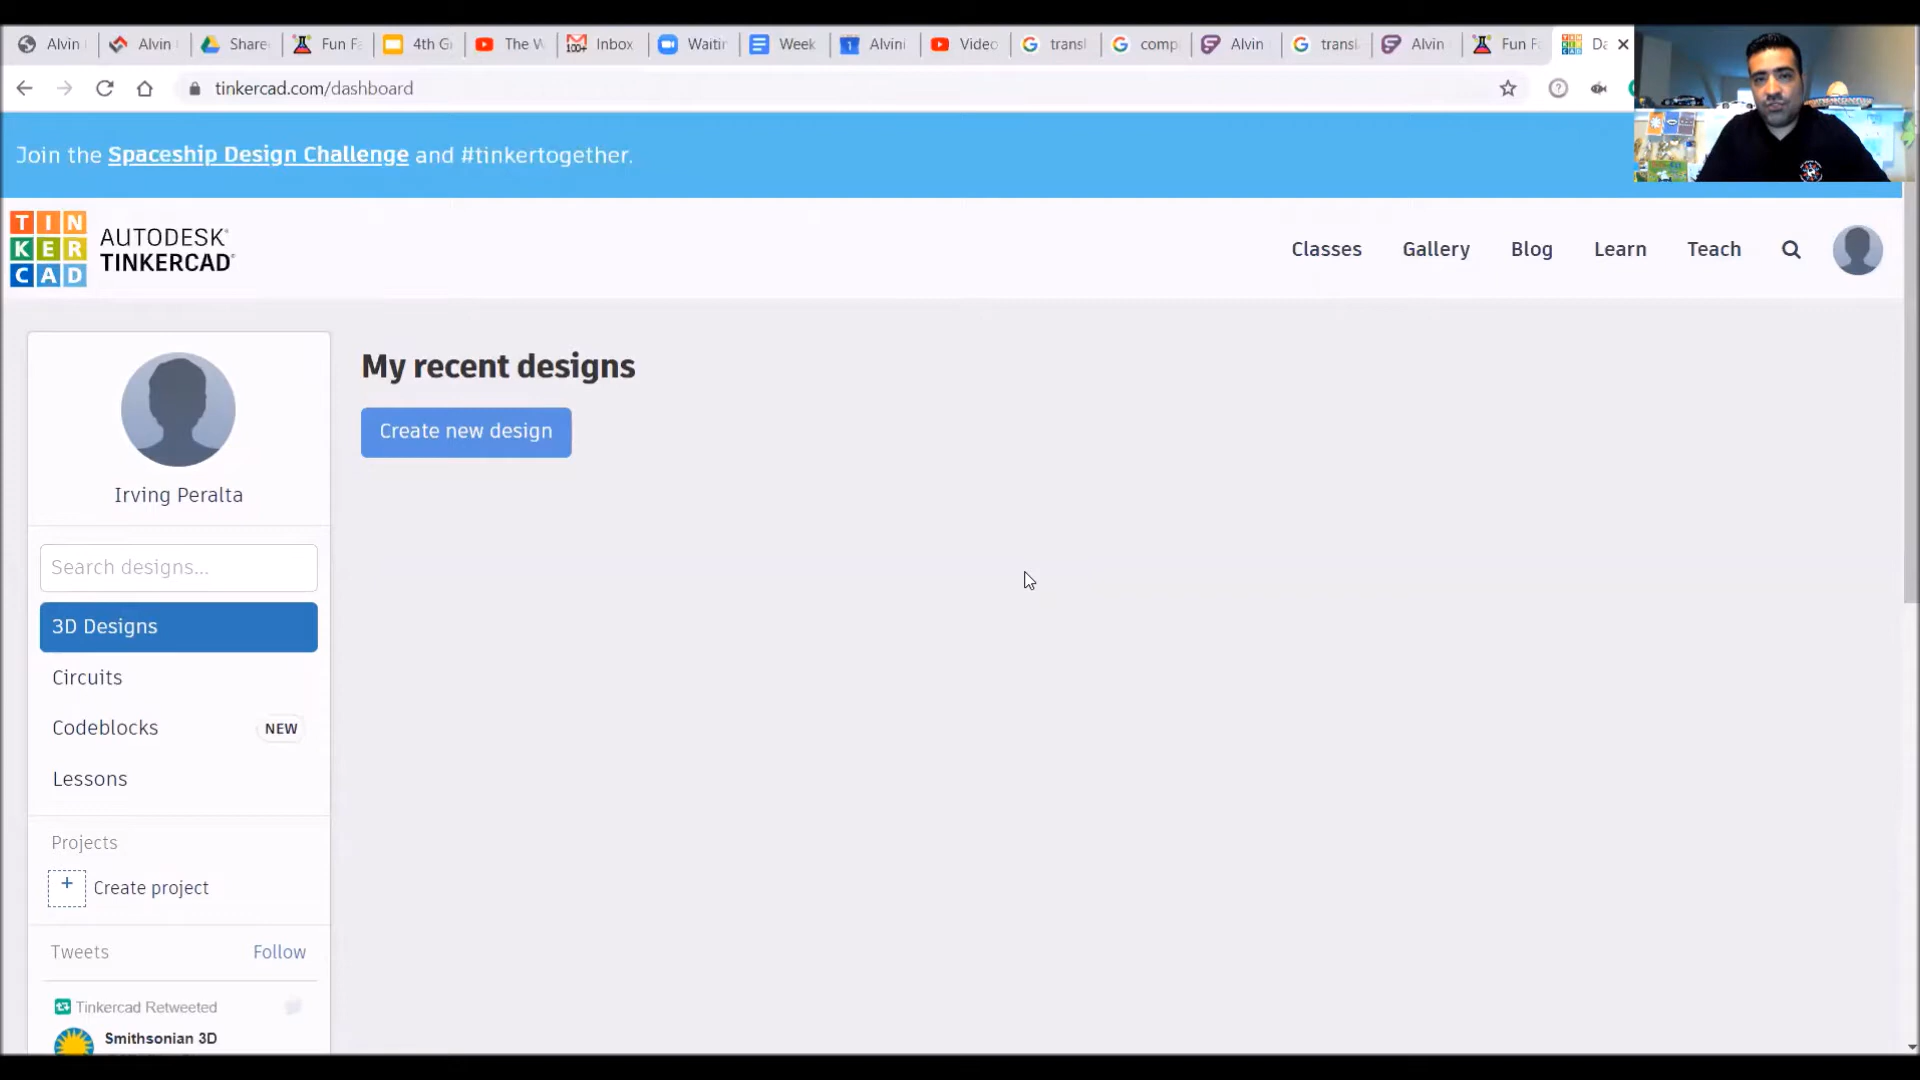 Alvin
Alvin
Share
Fun F
4th G
The W
Inbox
Waitin
Week
Alvini
Video
transl
comp
Alvin
transl
Alvin
Fun F
Da
tinkercad.com/dashboard
Join the Spaceship Design Challenge and #tinkertogether.
TIN
KER
CAD
AUTODESK®
TINKERCAD®
Classes
Gallery
Blog
Learn
Teach
My recent designs
Create new design
Irving Peralta
Search designs...
3D Designs
Circuits
Codeblocks NEW
Lessons
Projects
+ Create project
Tweets Follow
Tinkercad Retweeted
Smithsonian 3D